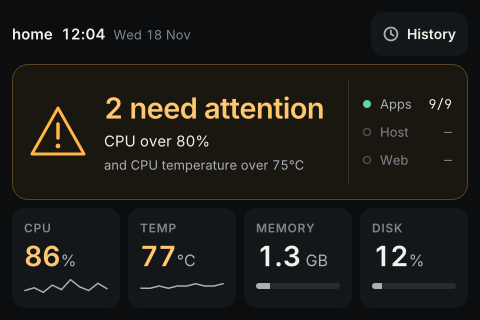 home 12:04 Wed 18 Nov
History
2 need attention
CPU over 80%
and CPU temperature over 75°C
Apps 9/9
Host –
Web –
CPU
86%
TEMP
77°C
MEMORY
1.3 GB
DISK
12%